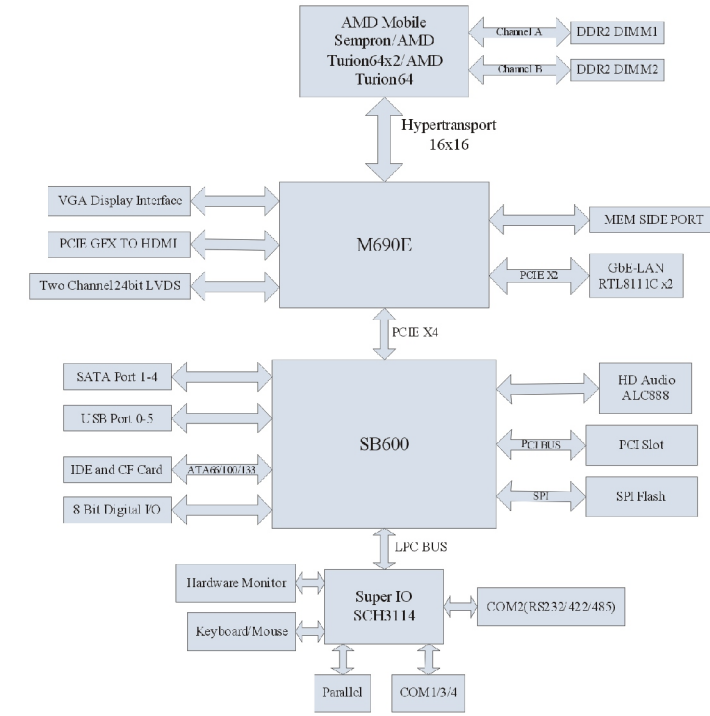 AMD Mobile
Sempron/AMD
Turion64x2/AMD
Turion64
Channel A
DDR2 DIMM1
Channel B
DDR2 DIMM2
Hypertransport
16x16
VGA Display Interface
PCIE GFX TO HDMI
Two Channel 24bit LVDS
M690E
MEM SIDE PORT
PCIE X2
GbE-LAN
RTL8111C x2
PCIE X4
SATA Port 1-4
USB Port 0-5
IDE and CF Card
ATA66/100/133
8 Bit Digital I/O
SB600
HD Audio
ALC888
PCI BUS
PCI Slot
SPI
SPI Flash
LPC BUS
Hardware Monitor
Keyboard/Mouse
Super IO
SCH3114
COM2(RS232/422/485)
Parallel
COM1/3/4